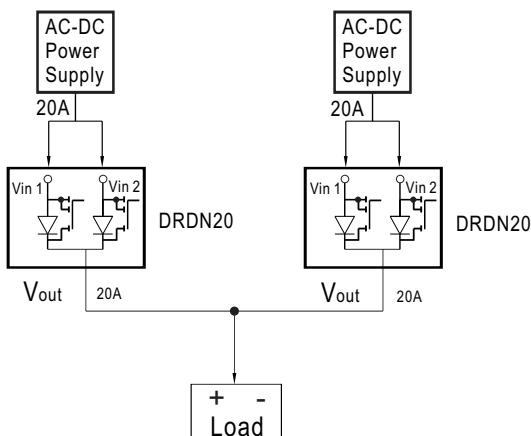 AC-DC
Power
Supply
AC-DC
Power
Supply
20A
20A
Vin 1
Vin 2
Vin 1
Vin 2
DRDN20
DRDN20
Vout
20A
Vout
20A
+ -
Load